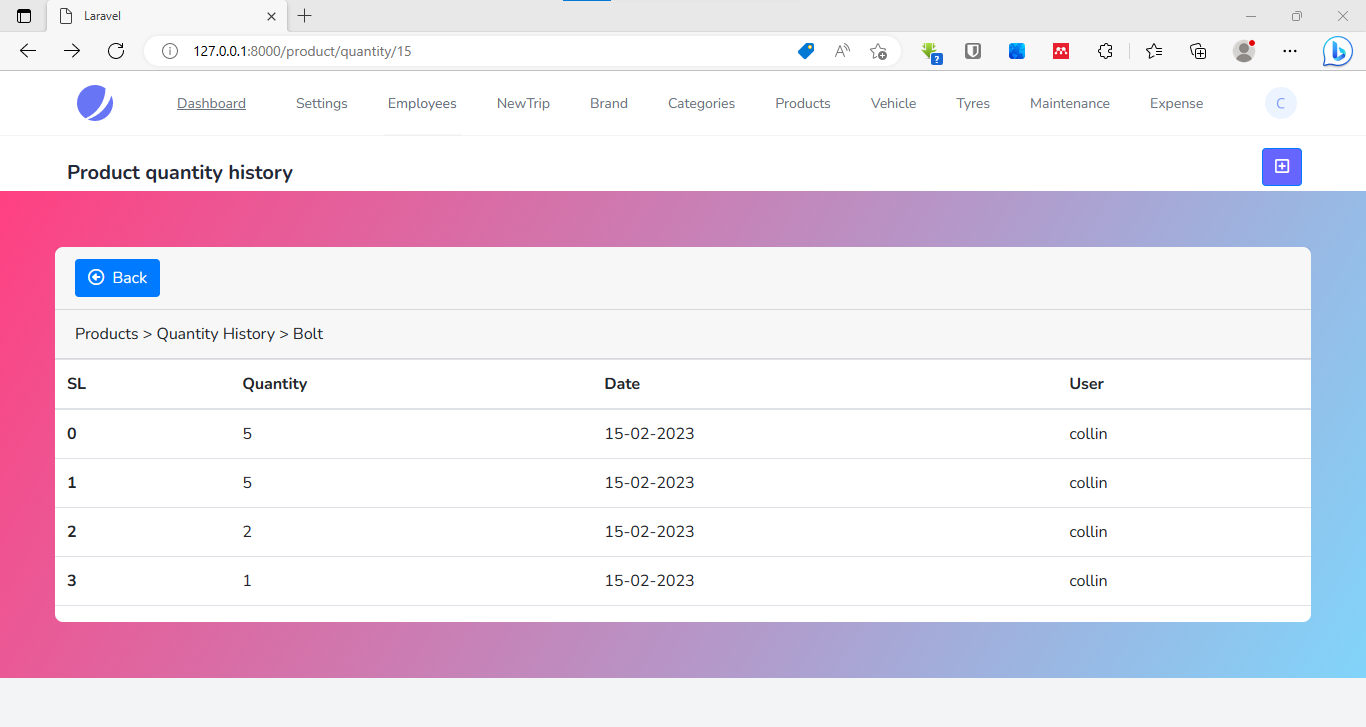 Laravel
127.0.0.1:8000/product/quantity/15
Dashboard Settings Employees NewTrip Brand Categories Products Vehicle Tyres Maintenance Expense C
Product quantity history
Back
Products > Quantity History > Bolt
SL Quantity Date User
0 5 15-02-2023 collin
1 5 15-02-2023 collin
2 2 15-02-2023 collin
3 1 15-02-2023 collin